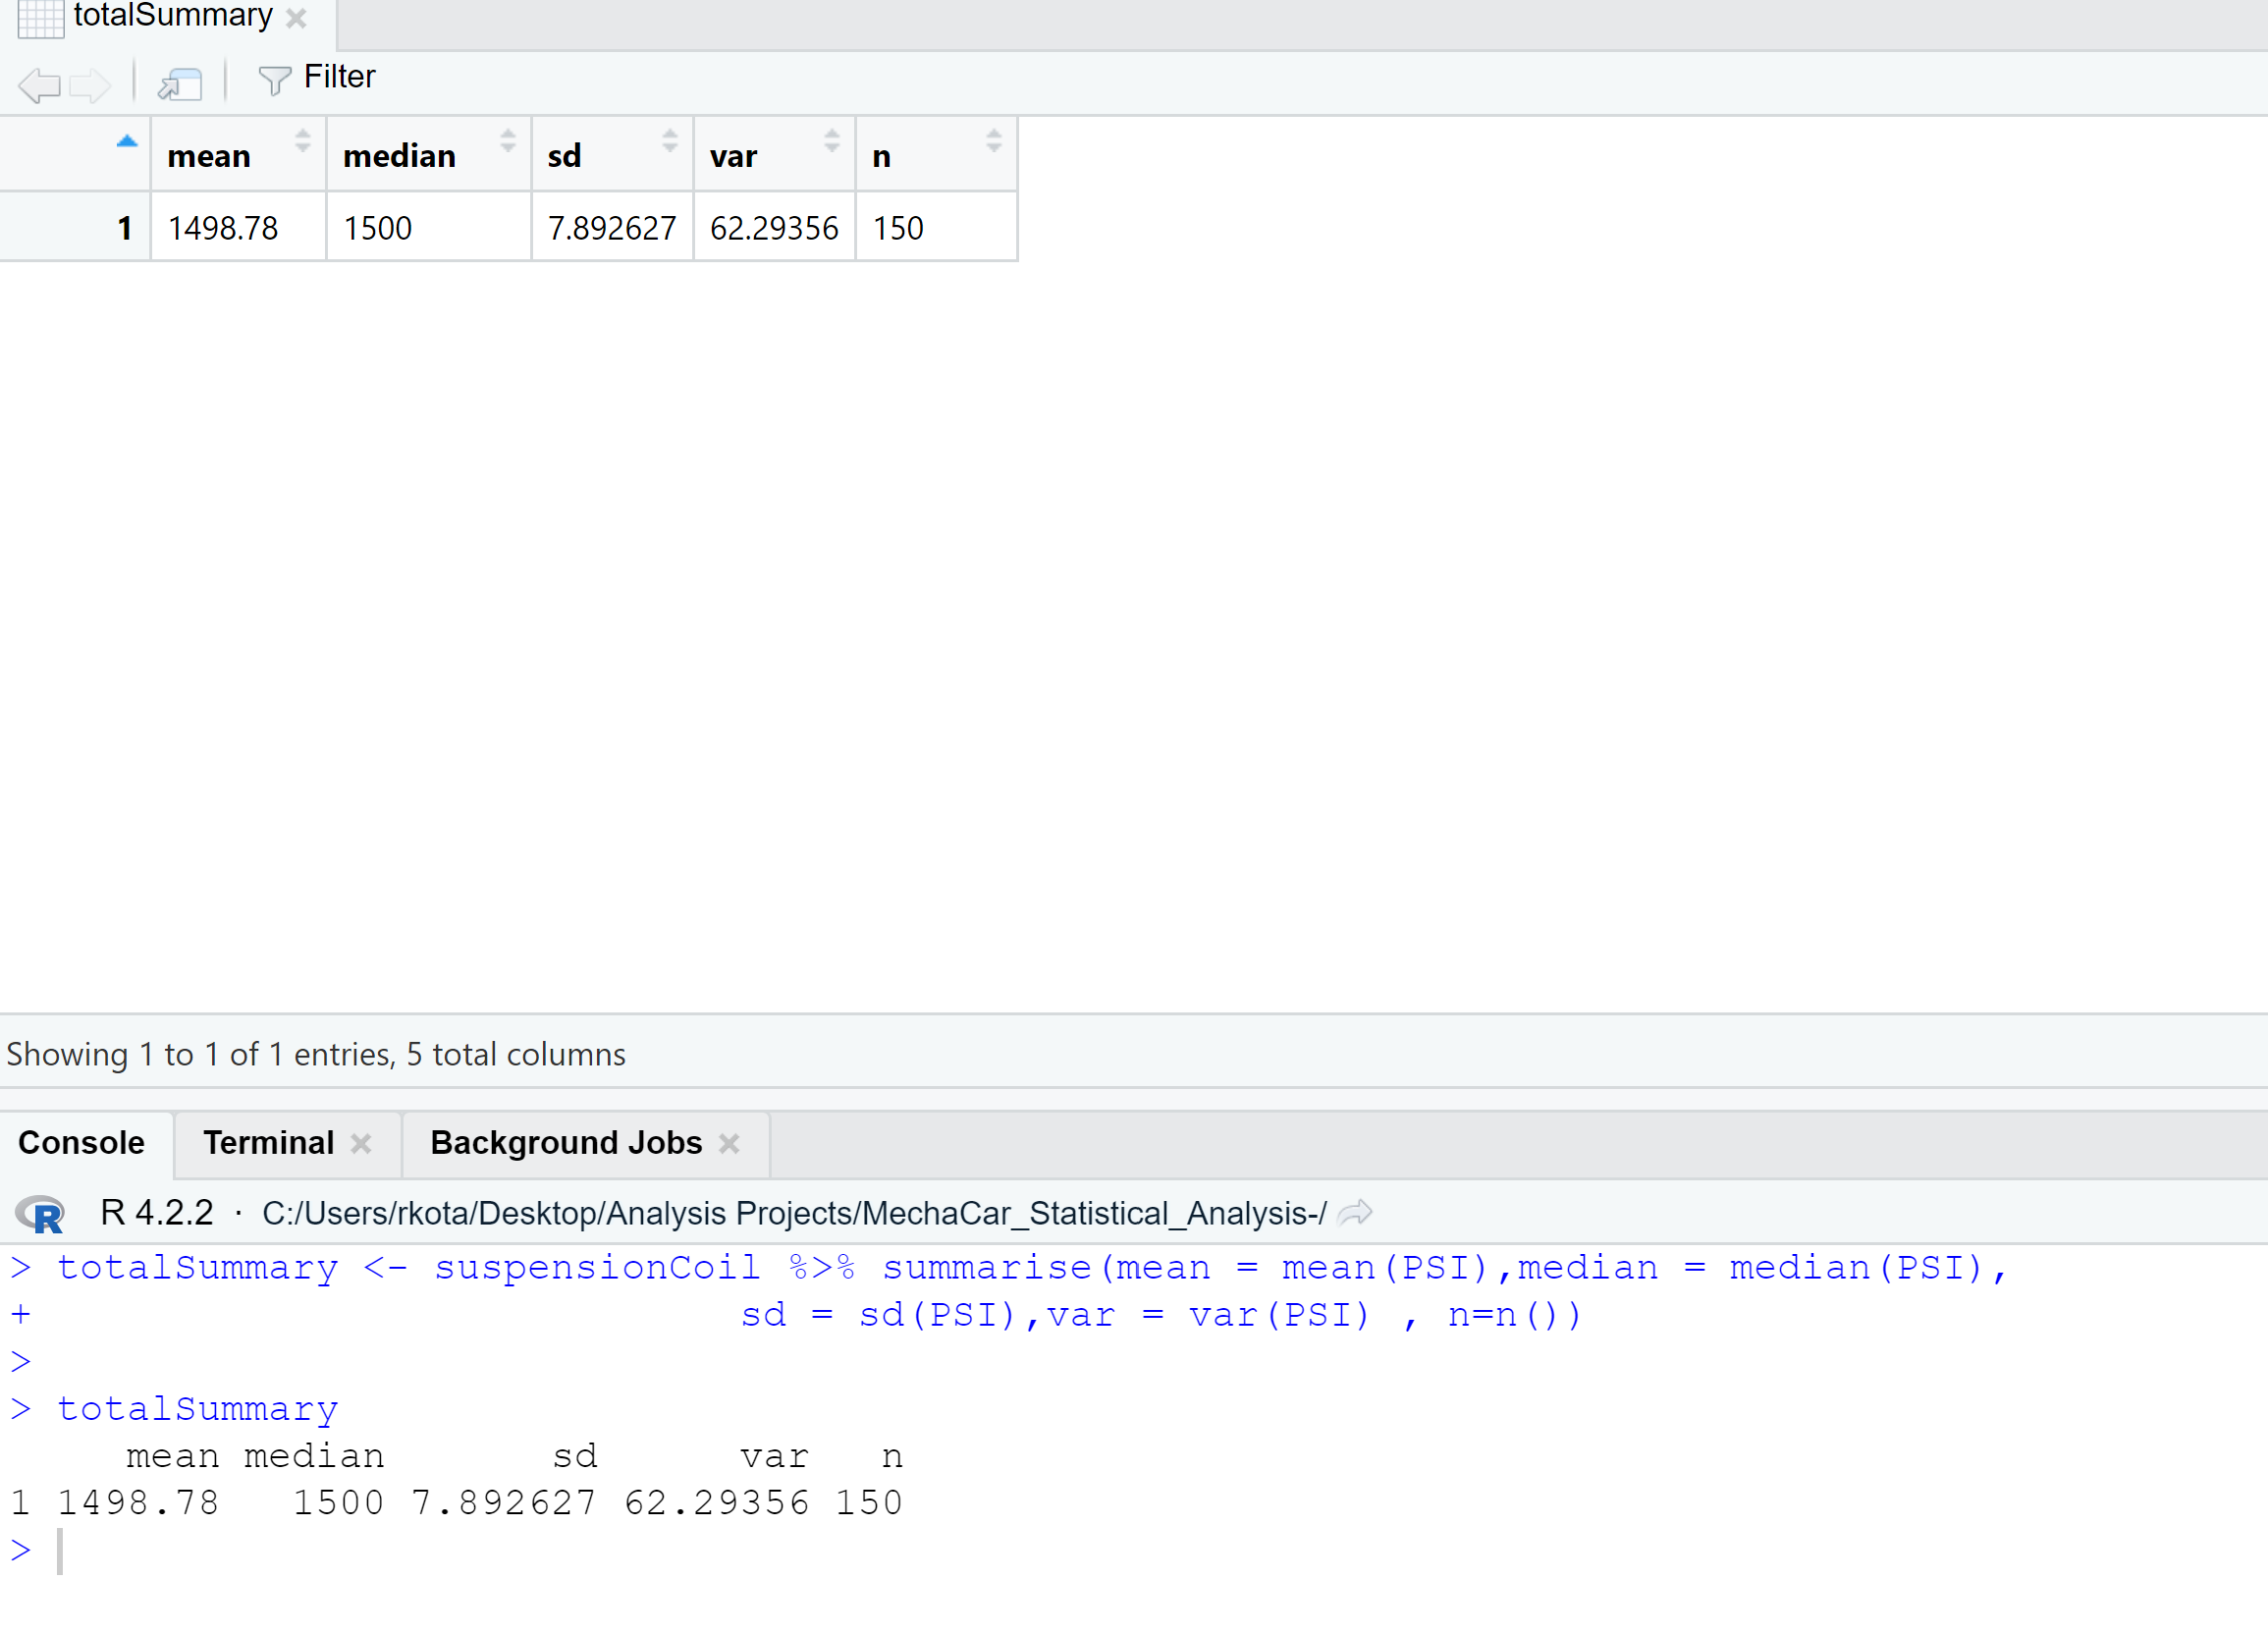 totalSummary
Filter
mean median sd var n
1 1498.78 1500 7.892627 62.29356 150
Showing 1 to 1 of 1 entries, 5 total columns
Console Terminal Background Jobs
R R 4.2.2 · C:/Users/rkota/Desktop/Analysis Projects/MechaCar_Statistical_Analysis-/
> totalSummary <- suspensionCoil %>% summarise(mean = mean(PSI),median = median(PSI),
+ sd = sd(PSI),var = var(PSI) , n=n())
>
> totalSummary
mean median sd var n
1 1498.78 1500 7.892627 62.29356 150
>